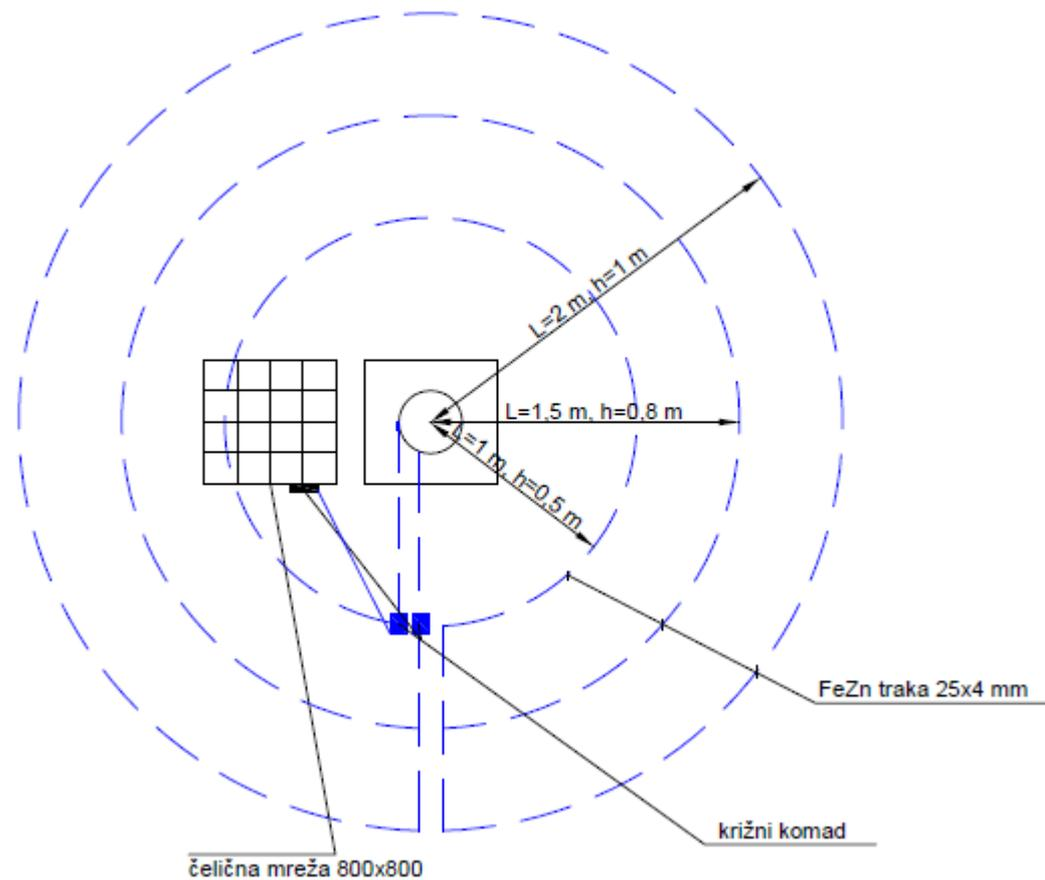 L=2 m, h=1 m
L=1,5 m, h=0,8 m
L=1 m, h=0,5 m
FeZn traka 25x4 mm
križni komad
čelična mreža 800x800